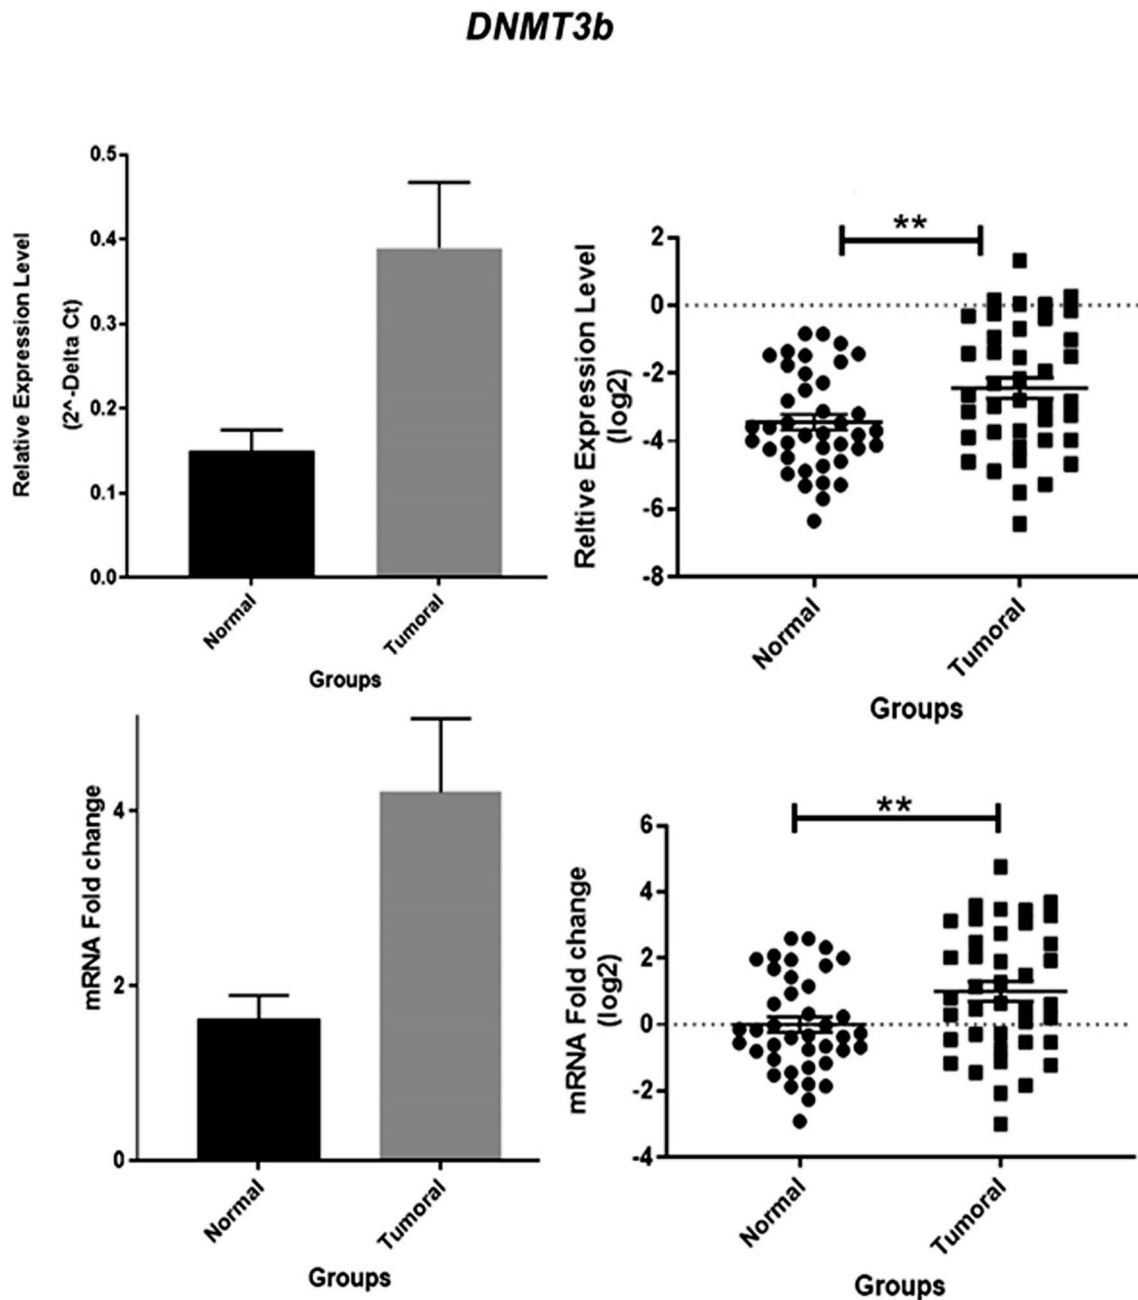 DNMT3b
Relative Expression Level
(2^-Delta Ct)
0.5
0.4
0.3
0.2
0.1
0.0
Normal
Tumoral
Groups
Reltive Expression Level
(log2)
2
0
-2
-4
-6
-8
**
Normal
Tumoral
Groups
mRNA Fold change
4
2
0
Normal
Tumoral
Groups
mRNA Fold change
(log2)
6
4
2
0
-2
-4
**
Normal
Tumoral
Groups